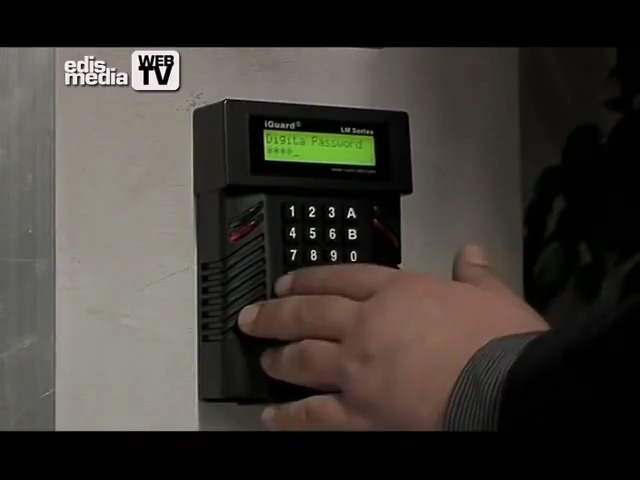 edis
media
WEB
TV
iGuard®
LM Series
Digita Password
****_
1 2 3 A
4 5 6 B
7 8 9 0